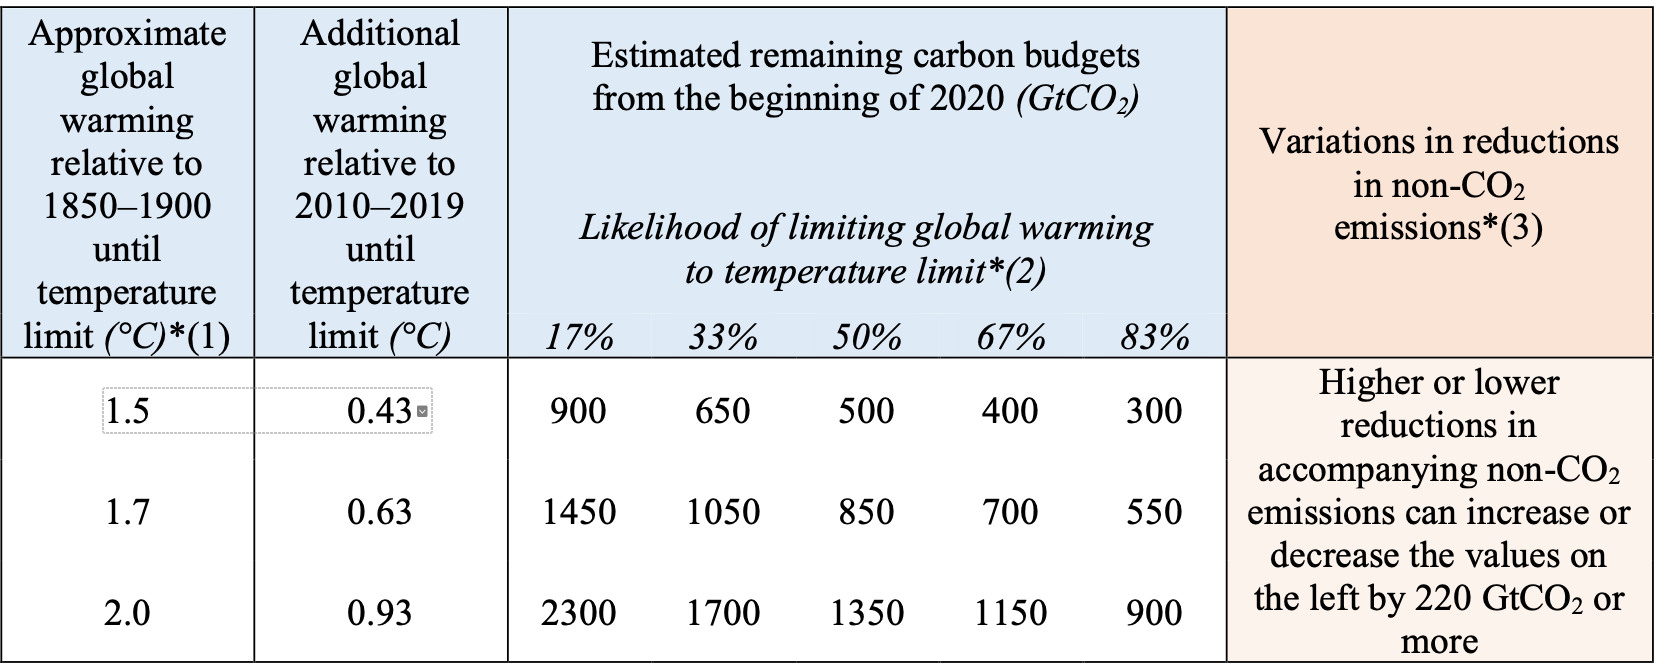 Approximate
global
warming
relative to
1850–1900
until
temperature
limit (°C)*(1)
Additional
global
warming
relative to
2010–2019
until
temperature
limit (°C)
Estimated remaining carbon budgets
from the beginning of 2020 (GtCO₂)
Likelihood of limiting global warming
to temperature limit*(2)
17% 33% 50% 67% 83%
Variations in reductions
in non-CO₂
emissions*(3)
1.5 0.43 900 650 500 400 300
1.7 0.63 1450 1050 850 700 550
2.0 0.93 2300 1700 1350 1150 900
Higher or lower
reductions in
accompanying non-CO₂
emissions can increase or
decrease the values on
the left by 220 GtCO₂ or
more